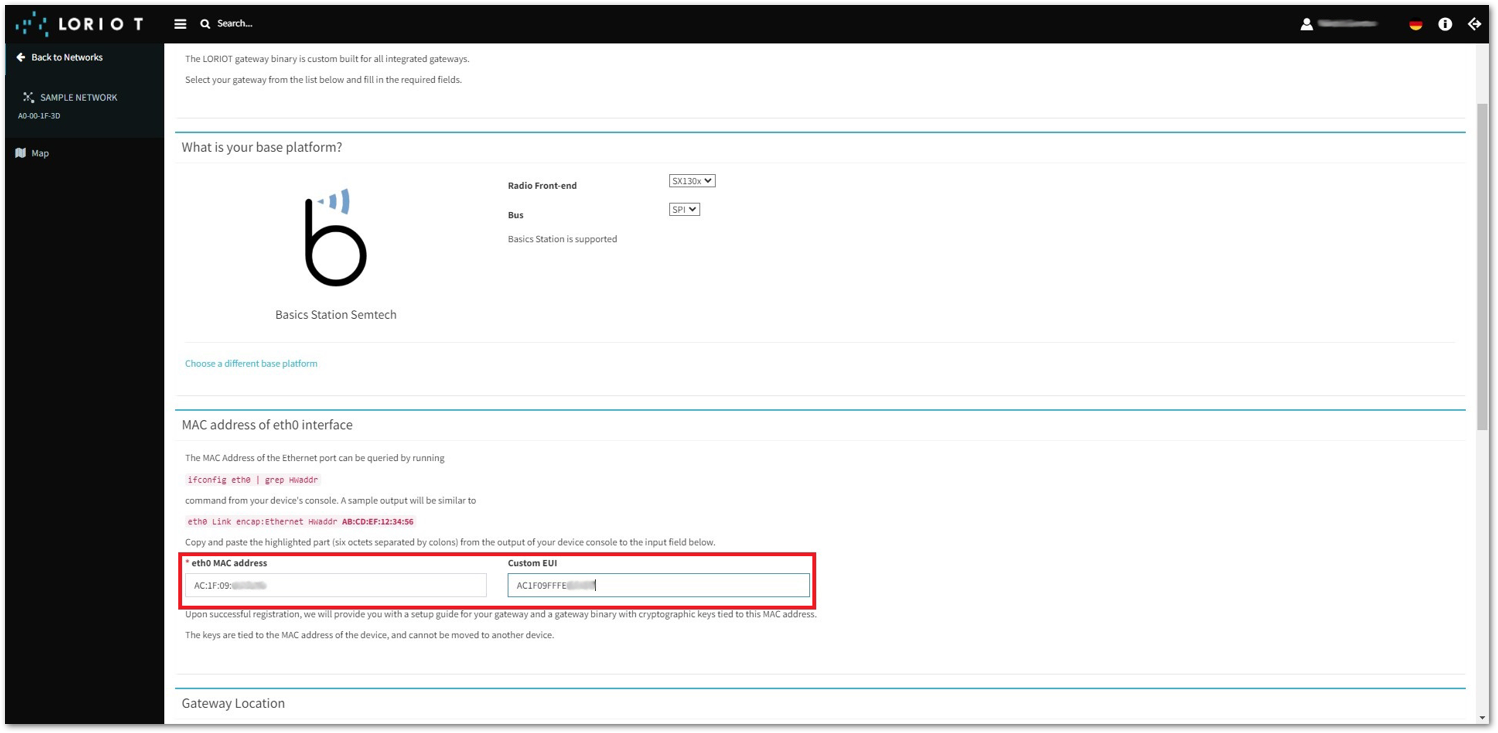 LORIOT
Search...
Back to Networks
SAMPLE NETWORK
A0-00-1F-3D
Map
The LORIOT gateway binary is custom built for all integrated gateways.
Select your gateway from the list below and fill in the required fields.
What is your base platform?
Radio Front-end
SX130x
Bus
SPI
Basics Station is supported
Basics Station Semtech
Choose a different base platform
MAC address of eth0 interface
The MAC Address of the Ethernet port can be queried by running
ifconfig eth0 | grep HWaddr
command from your device's console. A sample output will be similar to
eth0 Link encap:Ethernet HWaddr AB:CD:EF:12:34:56
Copy and paste the highlighted part (six octets separated by colons) from the output of your device console to the input field below.
* eth0 MAC address
Custom EUI
AC:1F:09:
AC1F09FFFE
Upon successful registration, we will provide you with a setup guide for your gateway and a gateway binary with cryptographic keys tied to this MAC address.
The keys are tied to the MAC address of the device, and cannot be moved to another device.
Gateway Location